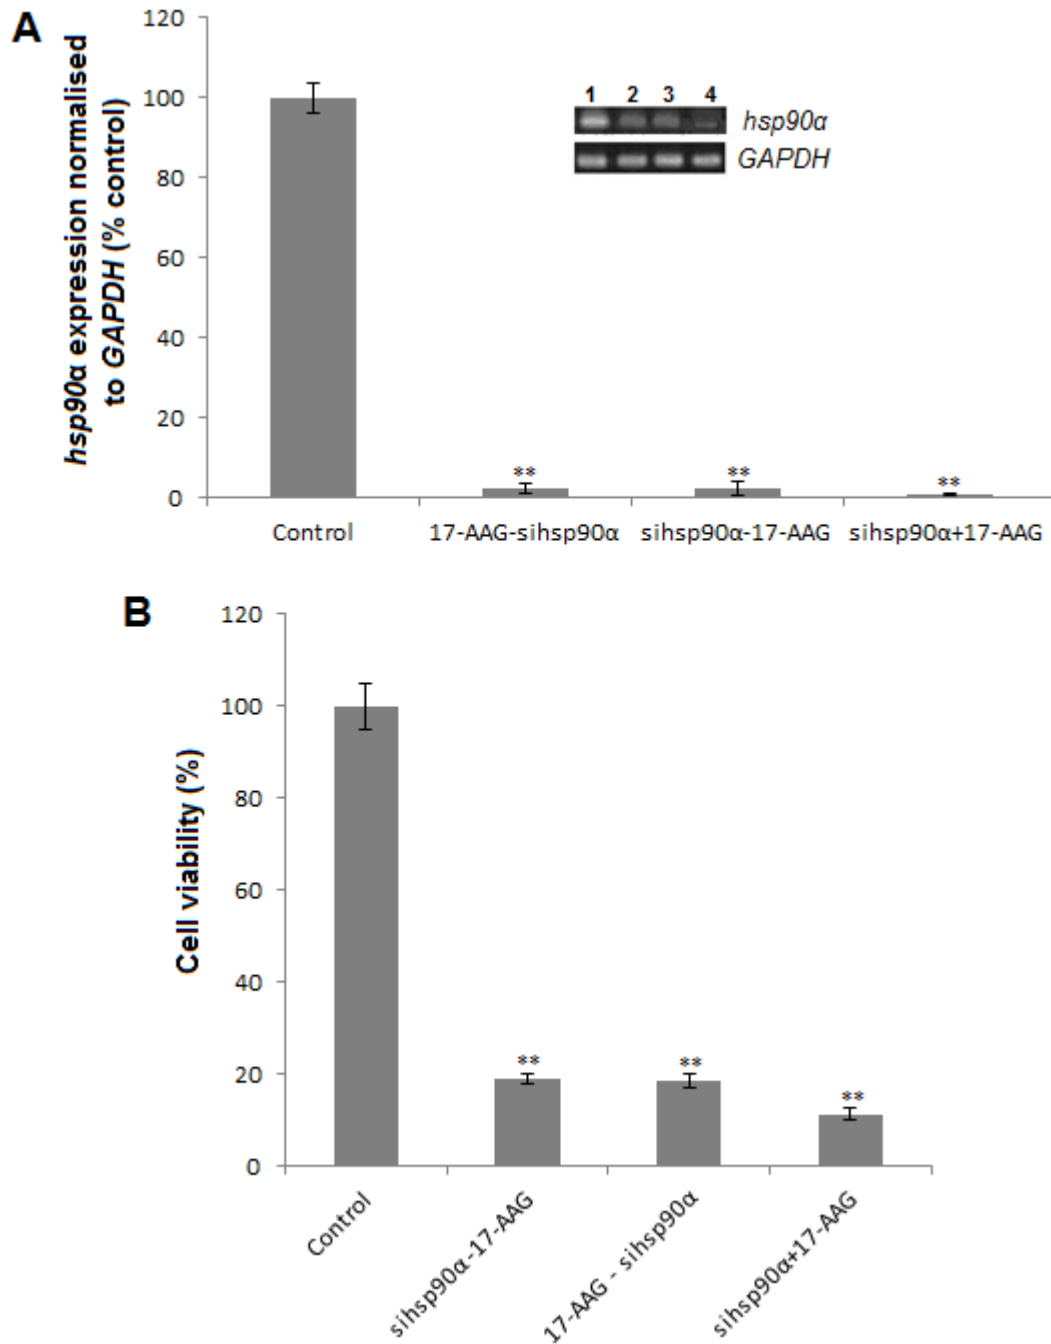 A
hsp90α expression normalised
to GAPDH (% control)
120
100
80
60
40
20
0
1 2 3 4
hsp90α
GAPDH
** ** **
Control 17-AAG-sihsp90α sihsp90α-17-AAG sihsp90α+17-AAG
B
Cell viability (%)
120
100
80
60
40
20
0
** ** **
Control
sihsp90α-17-AAG
17-AAG - sihsp90α
sihsp90α+17-AAG